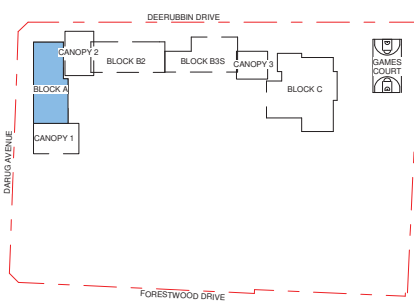 DEERUBBIN DRIVE
CANOPY 2
BLOCK B2
BLOCK B3S
CANOPY 3
GAMES
COURT
BLOCK A
BLOCK C
CANOPY 1
DARUG AVENUE
FORESTWOOD DRIVE